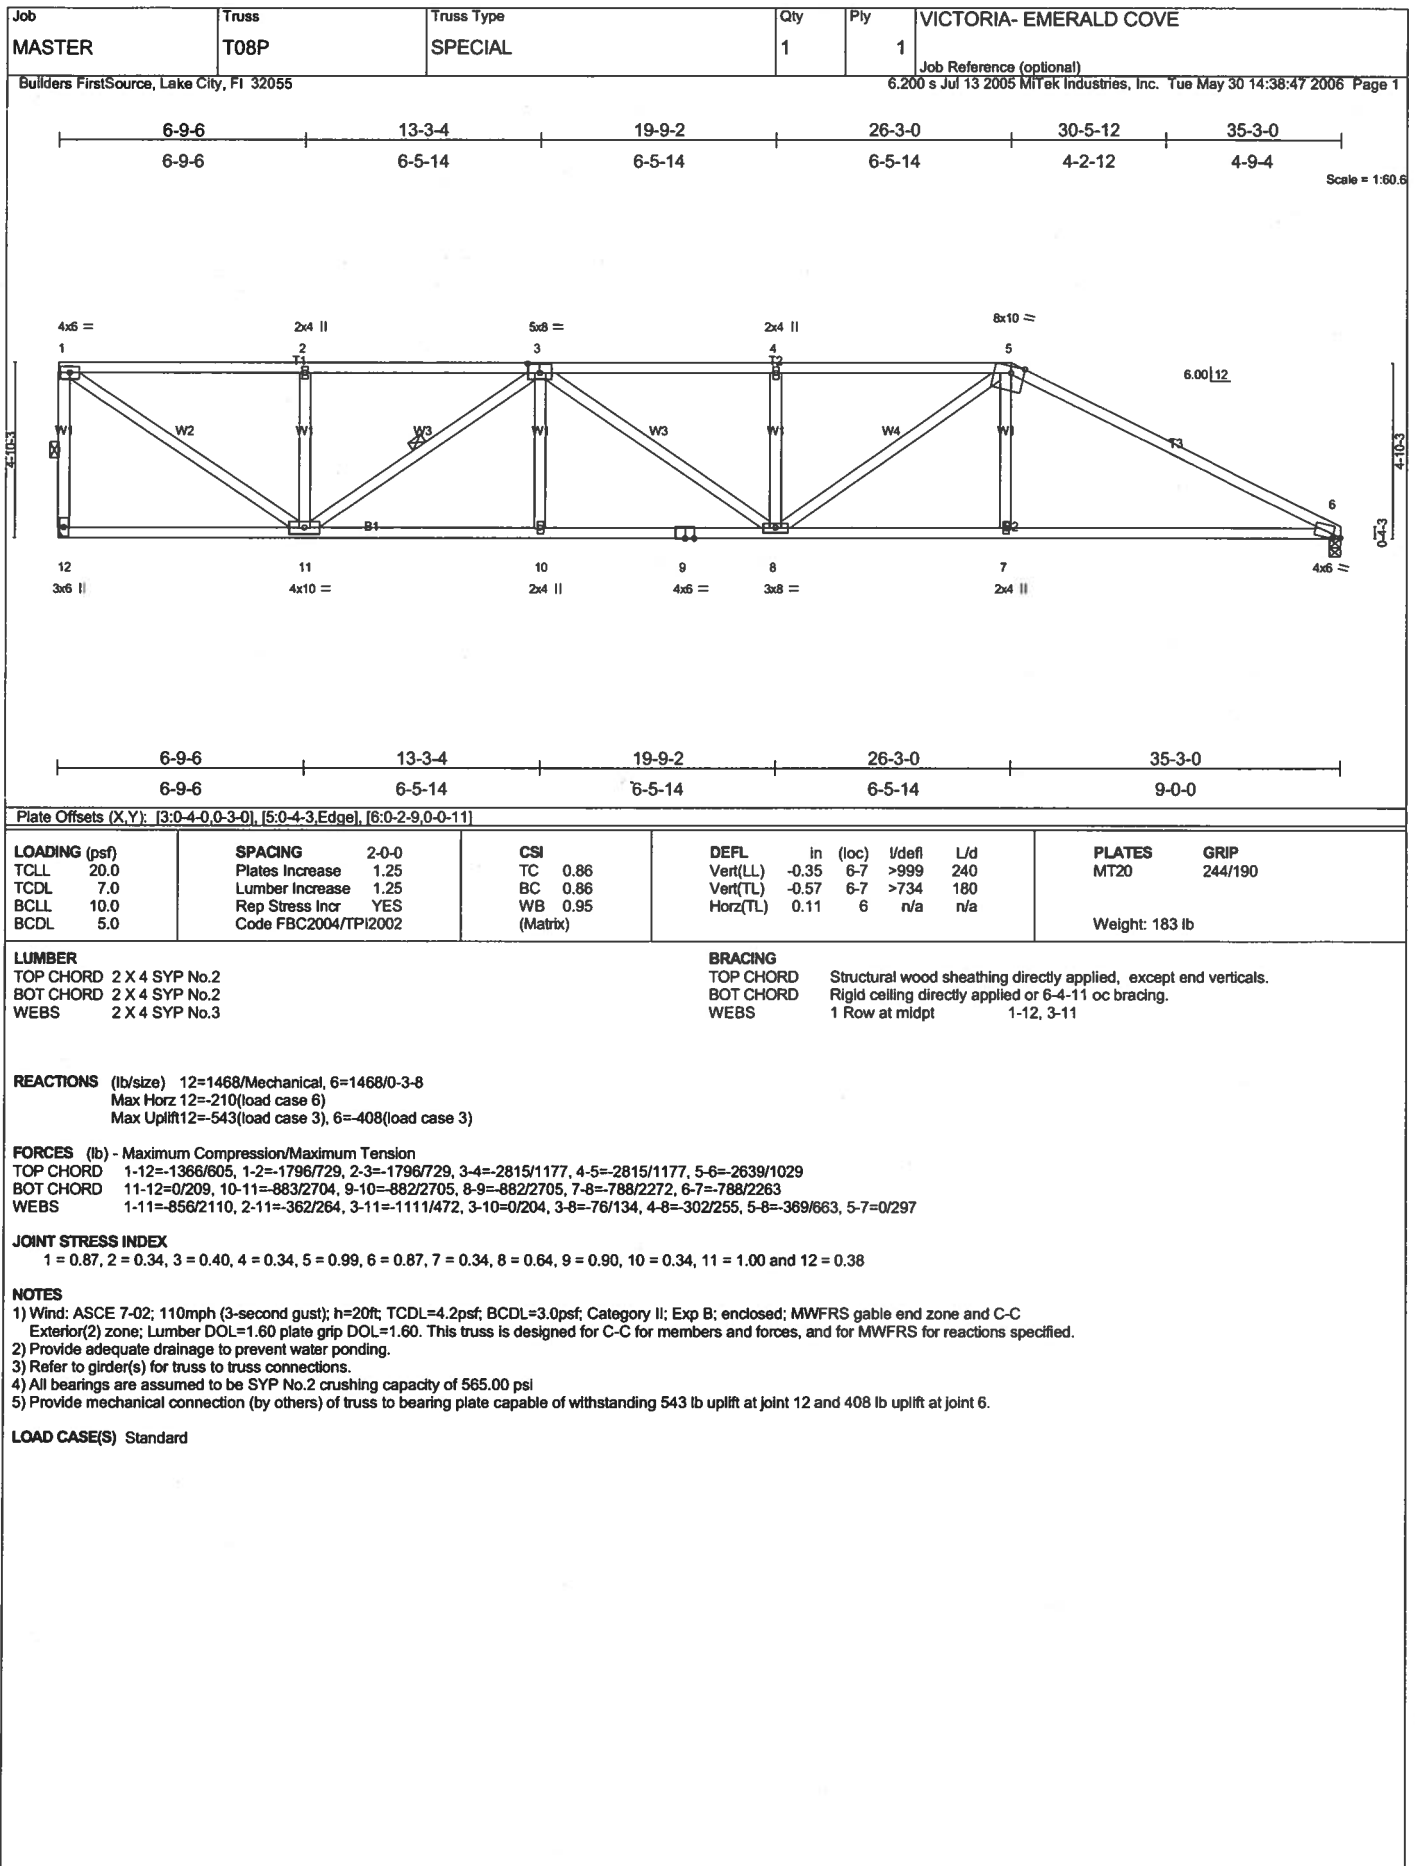 Job Truss Truss Type Qty Ply VICTORIA- EMERALD COVE
MASTER T08P SPECIAL 1 1
Job Reference (optional)
Builders FirstSource, Lake City, Fl 32055 6.200 s Jul 13 2005 MiTek Industries, Inc. Tue May 30 14:38:47 2006 Page 1
6-9-6 13-3-4 19-9-2 26-3-0 30-5-12 35-3-0
6-9-6 6-5-14 6-5-14 6-5-14 4-2-12 4-9-4
Scale = 1:60.6
4x6 = 2x4 || 5x8 = 2x4 || 8x10 =
1 2 3 4 5
T1 T2
6.00 12
W1 W2 W1 W3 W1 W3 W1 W4 W1 T3
4-10-3 4-10-3
6
B1 B2
0-4-3
12 11 10 9 8 7
3x6 || 4x10 = 2x4 || 4x6 = 3x8 = 2x4 || 4x6 =
6-9-6 13-3-4 19-9-2 26-3-0 35-3-0
6-9-6 6-5-14 6-5-14 6-5-14 9-0-0
Plate Offsets (X,Y): [3:0-4-0,0-3-0], [5:0-4-3,Edge], [6:0-2-9,0-0-11]
LOADING (psf) SPACING 2-0-0 CSI DEFL in (loc) l/defl L/d PLATES GRIP
TCLL 20.0 Plates Increase 1.25 TC 0.86 Vert(LL) -0.35 6-7 >999 240 MT20 244/190
TCDL 7.0 Lumber Increase 1.25 BC 0.86 Vert(TL) -0.57 6-7 >734 180
BCLL 10.0 Rep Stress Incr YES WB 0.95 Horz(TL) 0.11 6 n/a n/a
BCDL 5.0 Code FBC2004/TPI2002 (Matrix) Weight: 183 lb
LUMBER BRACING
TOP CHORD 2 X 4 SYP No.2 TOP CHORD Structural wood sheathing directly applied, except end verticals.
BOT CHORD 2 X 4 SYP No.2 BOT CHORD Rigid ceiling directly applied or 6-4-11 oc bracing.
WEBS 2 X 4 SYP No.3 WEBS 1 Row at midpt 1-12, 3-11
REACTIONS (lb/size) 12=1468/Mechanical, 6=1468/0-3-8
Max Horz 12=-210(load case 6)
Max Uplift12=-543(load case 3), 6=-408(load case 3)
FORCES (lb) - Maximum Compression/Maximum Tension
TOP CHORD 1-12=-1366/605, 1-2=-1796/729, 2-3=-1796/729, 3-4=-2815/1177, 4-5=-2815/1177, 5-6=-2639/1029
BOT CHORD 11-12=0/209, 10-11=-883/2704, 9-10=-882/2705, 8-9=-882/2705, 7-8=-788/2272, 6-7=-788/2263
WEBS 1-11=-856/2110, 2-11=-362/264, 3-11=-1111/472, 3-10=0/204, 3-8=-76/134, 4-8=-302/255, 5-8=-369/663, 5-7=0/297
JOINT STRESS INDEX
1 = 0.87, 2 = 0.34, 3 = 0.40, 4 = 0.34, 5 = 0.99, 6 = 0.87, 7 = 0.34, 8 = 0.64, 9 = 0.90, 10 = 0.34, 11 = 1.00 and 12 = 0.38
NOTES
1) Wind: ASCE 7-02; 110mph (3-second gust); h=20ft; TCDL=4.2psf; BCDL=3.0psf; Category II; Exp B; enclosed; MWFRS gable end zone and C-C
Exterior(2) zone; Lumber DOL=1.60 plate grip DOL=1.60. This truss is designed for C-C for members and forces, and for MWFRS for reactions specified.
2) Provide adequate drainage to prevent water ponding.
3) Refer to girder(s) for truss to truss connections.
4) All bearings are assumed to be SYP No.2 crushing capacity of 565.00 psi
5) Provide mechanical connection (by others) of truss to bearing plate capable of withstanding 543 lb uplift at joint 12 and 408 lb uplift at joint 6.
LOAD CASE(S) Standard